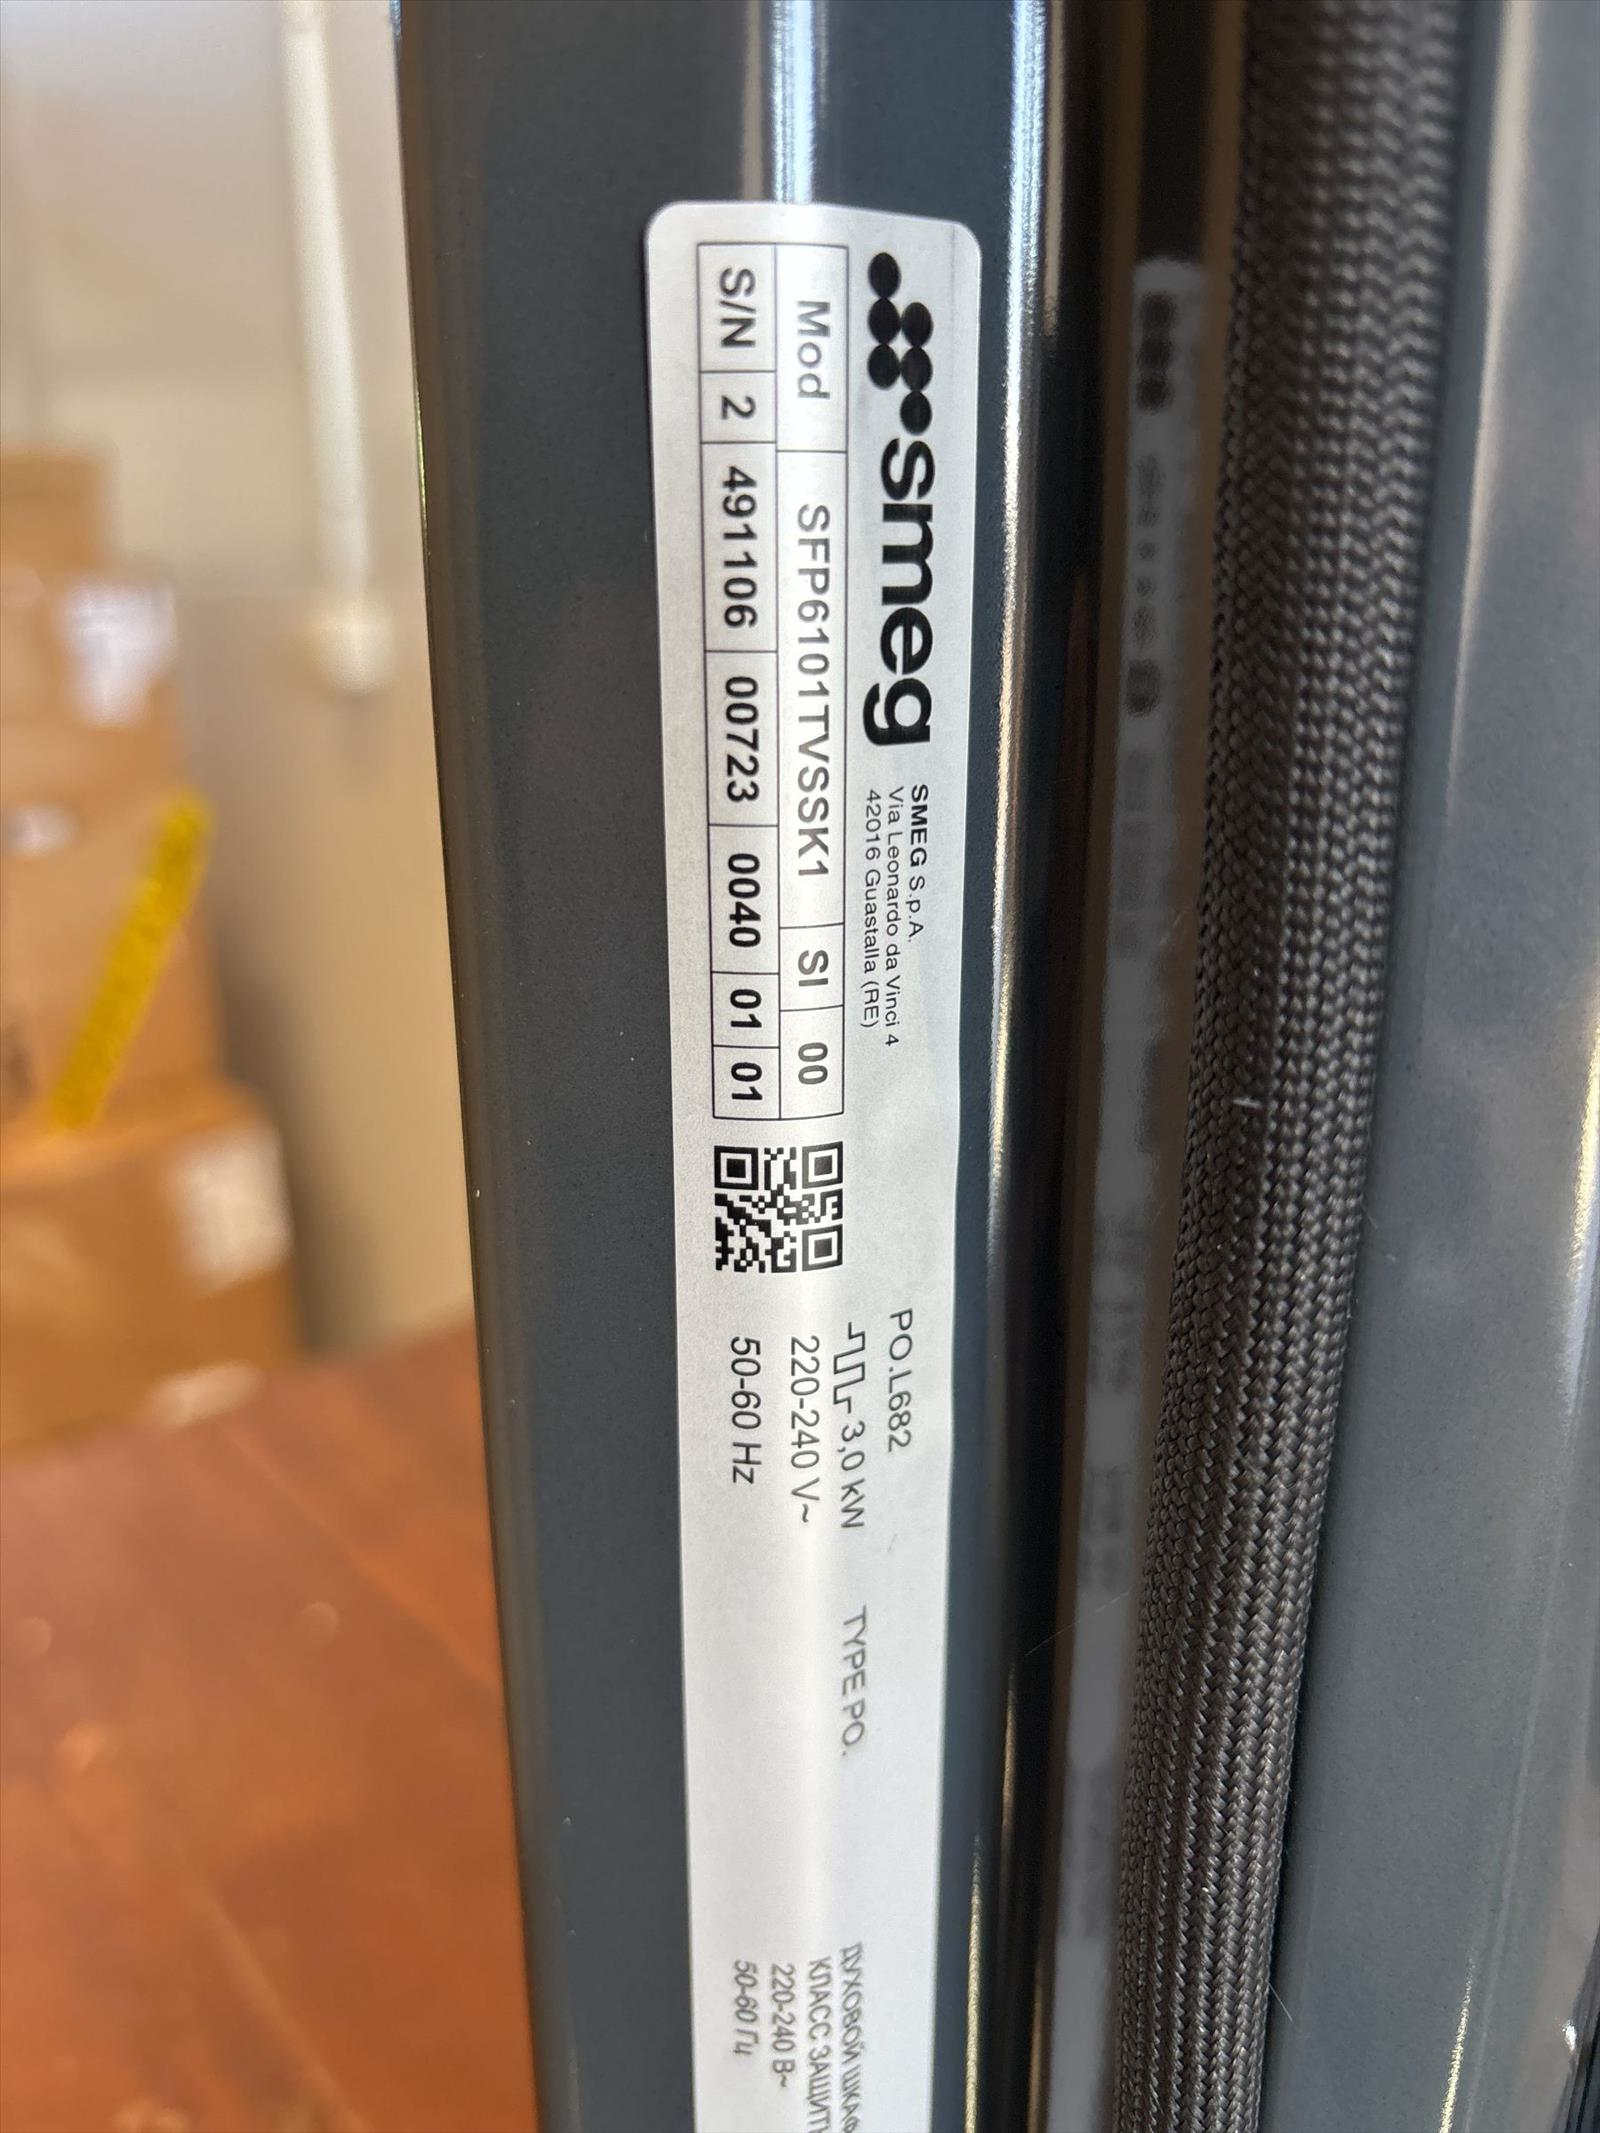 smeg
SMEG S.p.A.
Via Leonardo da Vinci 4
42016 Guastalla (RE)
Mod SFP6101TVSSK1 SI 00
S/N 2 491106 00723 0040 01 01
PO.L682
3,0 kW
220-240 V~
50-60 Hz
TYPE PO.
ДУХОВОЙ ШКАФ
КЛАСС ЗАЩИТЫ
220-240 В~
50-60 Гц